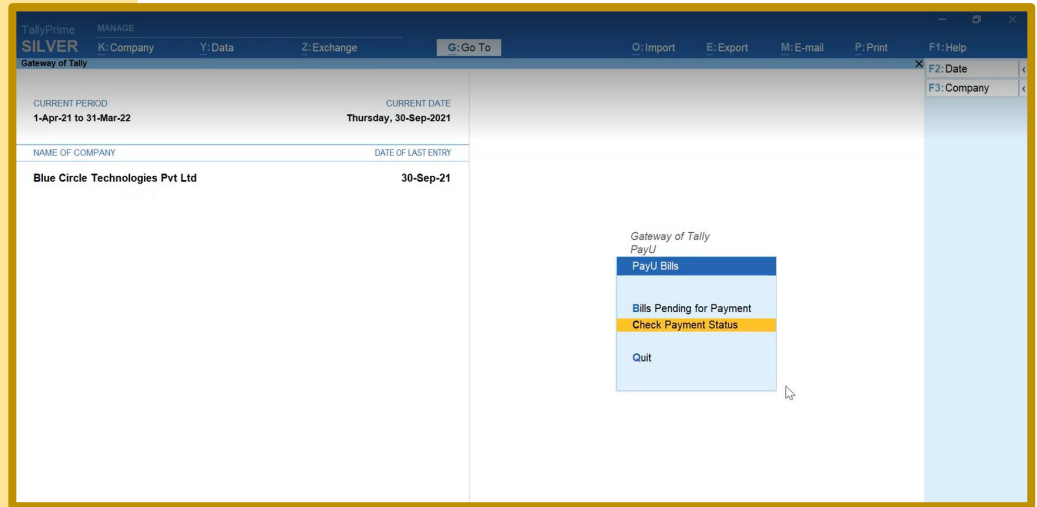 TallyPrime MANAGE
SILVER K: Company Y: Data Z: Exchange G: Go To O: Import E: Export M: E-mail P: Print F1: Help
Gateway of Tally
F2: Date
F3: Company
CURRENT PERIOD CURRENT DATE
1-Apr-21 to 31-Mar-22 Thursday, 30-Sep-2021
NAME OF COMPANY DATE OF LAST ENTRY
Blue Circle Technologies Pvt Ltd 30-Sep-21
Gateway of Tally
PayU
PayU Bills
Bills Pending for Payment
Check Payment Status
Quit